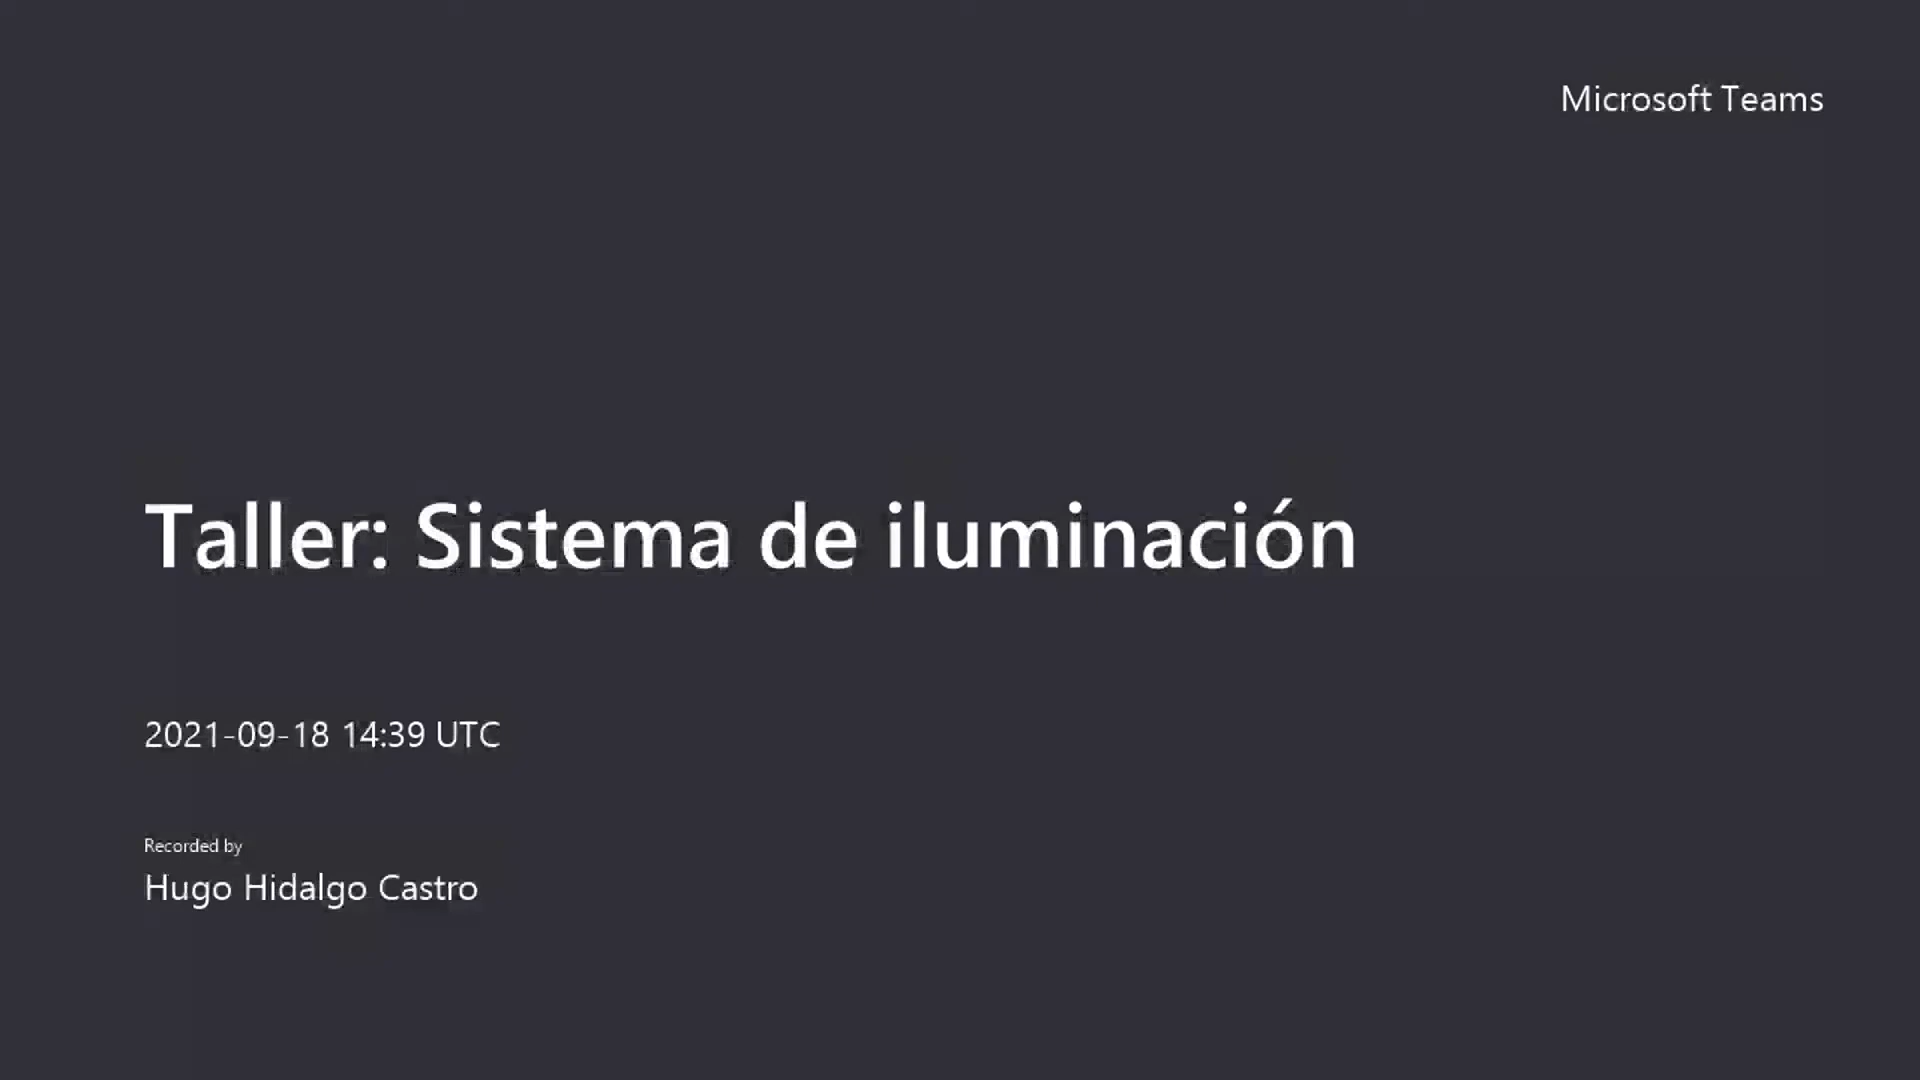 Microsoft Teams
Taller: Sistema de iluminación
2021-09-18 14:39 UTC
Recorded by
Hugo Hidalgo Castro